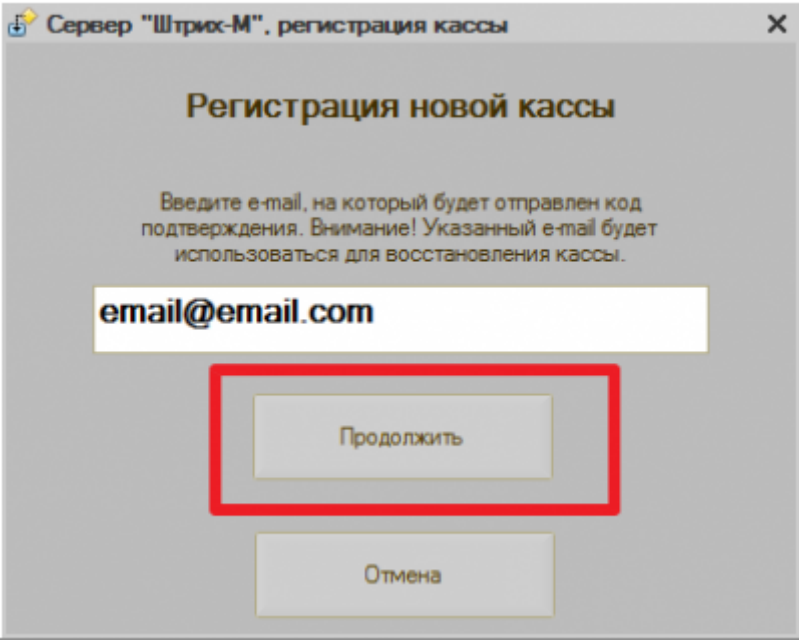 Сервер "Штрих-М", регистрация кассы
Регистрация новой кассы
Введите e-mail, на который будет отправлен код
подтверждения. Внимание! Указанный e-mail будет
использоваться для восстановления кассы.
email@email.com
Продолжить
Отмена